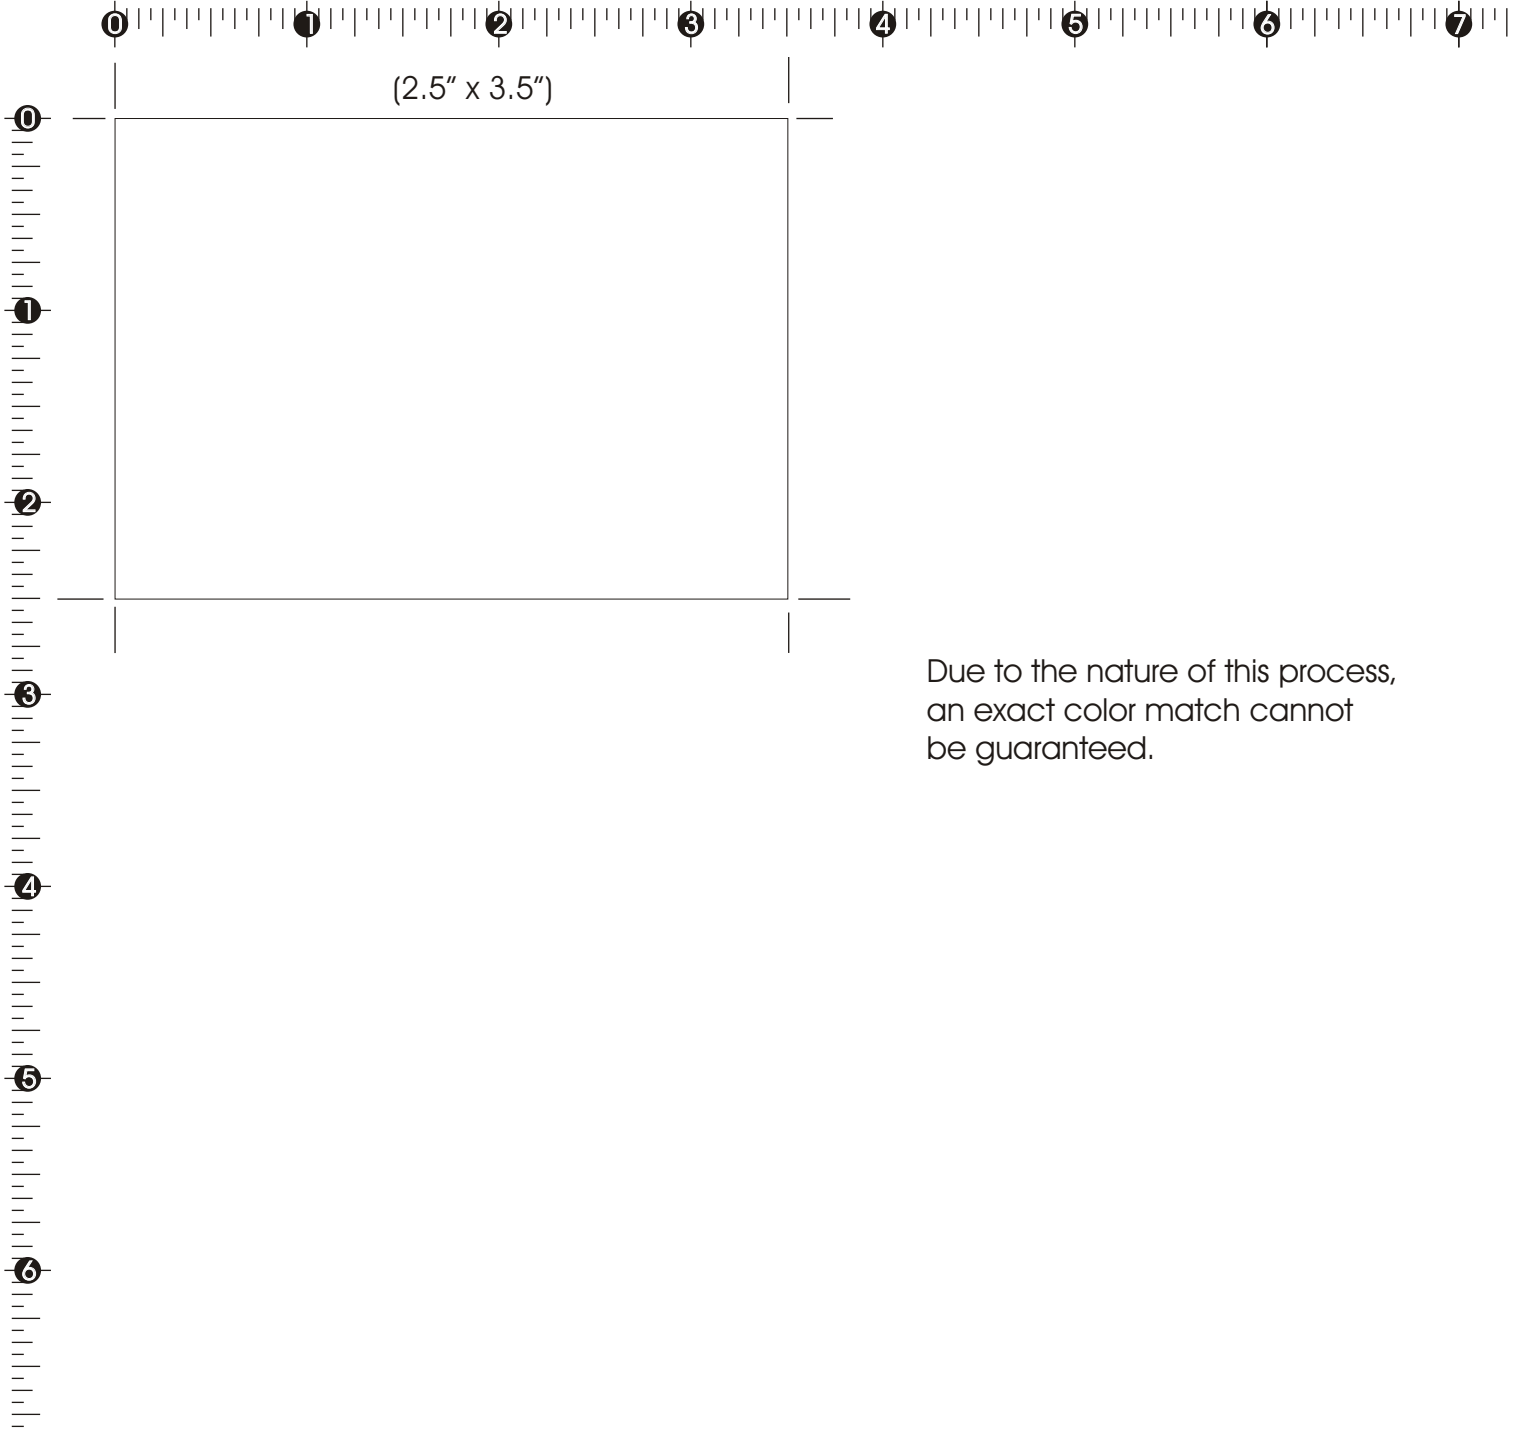 0 1 2 3 4 5 6 7
(2.5" x 3.5")
0
1
2
3
4
5
6
Due to the nature of this process,
an exact color match cannot
be guaranteed.